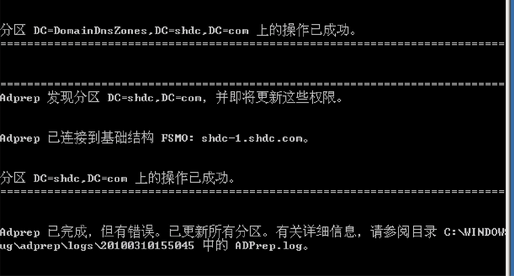 分区 DC=DomainDnsZones,DC=shdc,DC=com 上的操作已成功。
==============================================================================
==============================================================================
Adprep 发现分区 DC=shdc,DC=com，并即将更新这些权限。
Adprep 已连接到基础结构 FSMO: shdc-1.shdc.com。
分区 DC=shdc,DC=com 上的操作已成功。
==============================================================================
Adprep 已完成，但有错误。已更新所有分区。有关详细信息，请参阅目录 C:\WINDOWS
ug\adprep\logs\20100310155045 中的 ADPrep.log。